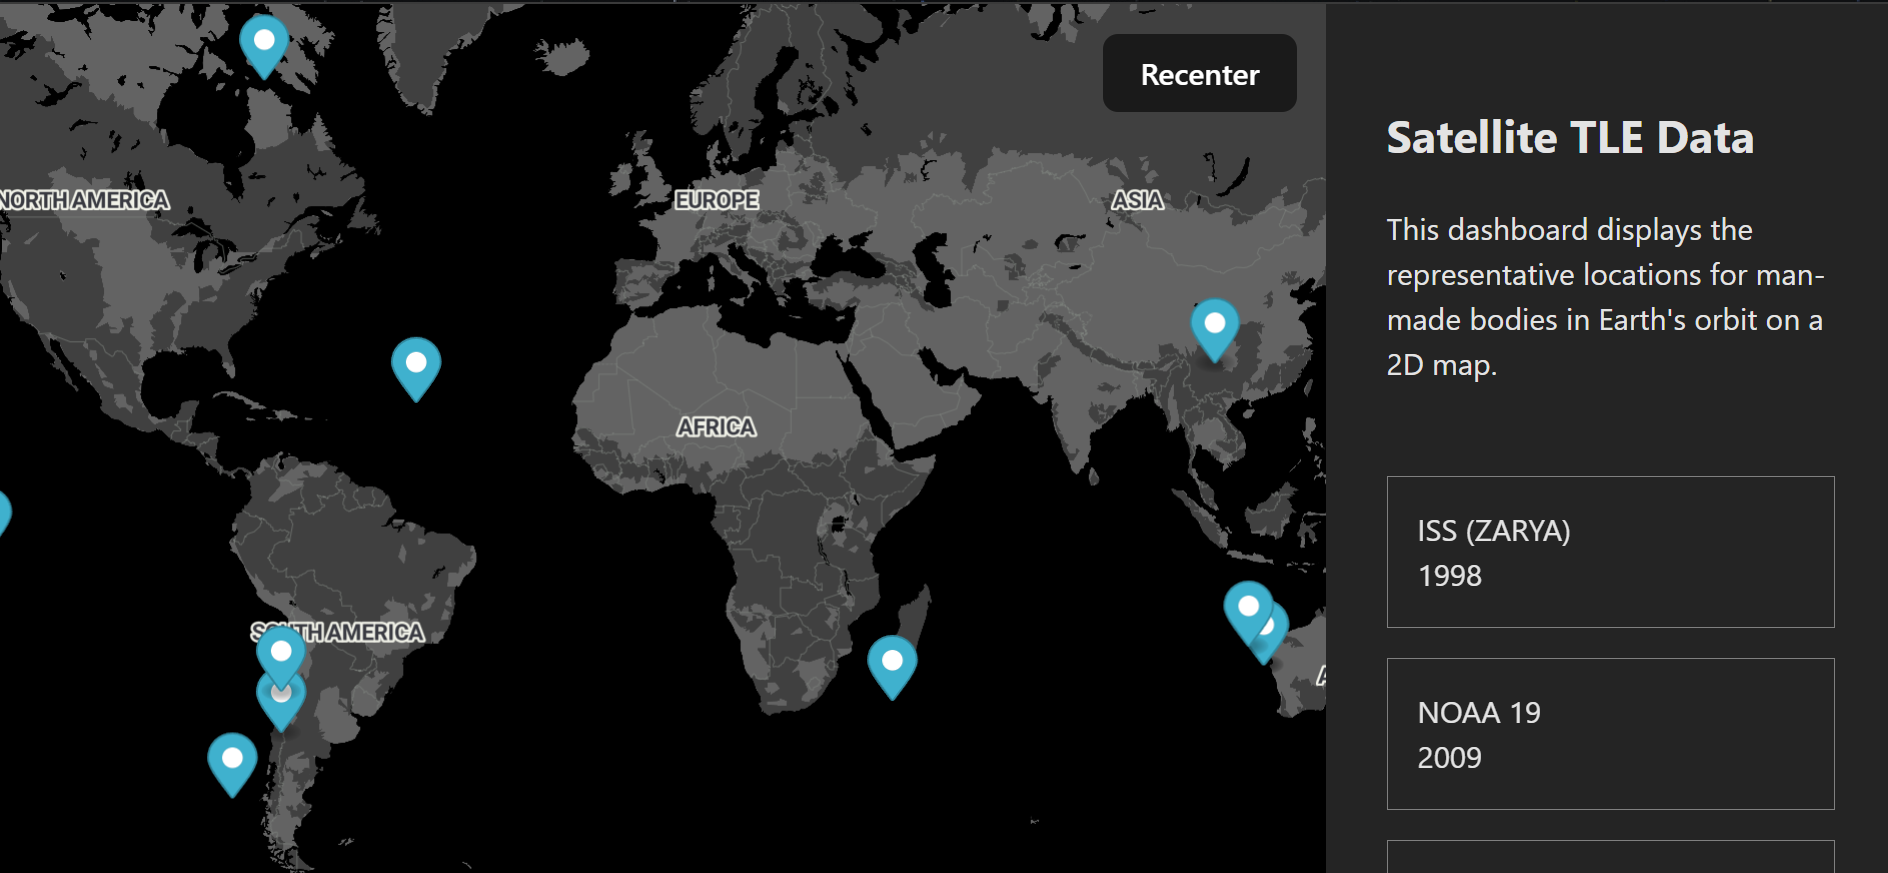 Recenter
NORTH AMERICA
EUROPE
ASIA
AFRICA
SOUTH AMERICA
Satellite TLE Data
This dashboard displays the
representative locations for man-
made bodies in Earth's orbit on a
2D map.
ISS (ZARYA)
1998
NOAA 19
2009